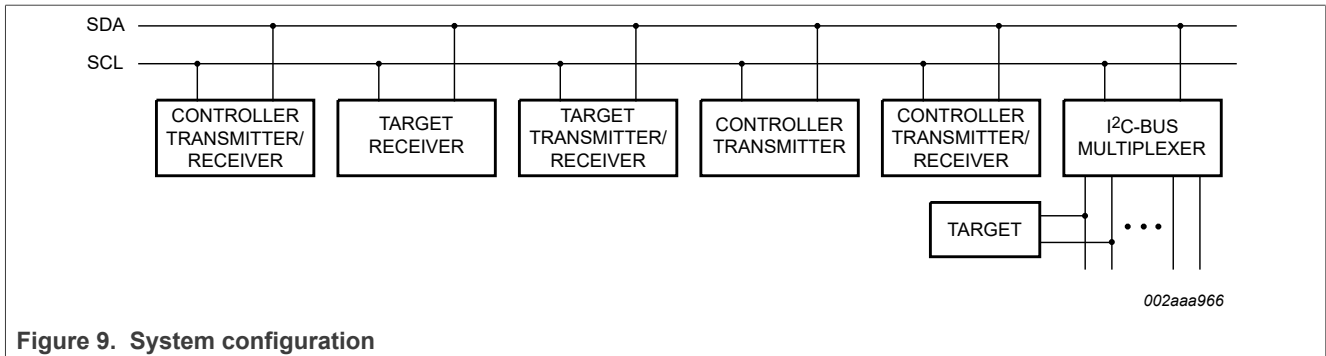 SDA
SCL
CONTROLLER
TRANSMITTER/
RECEIVER
TARGET
RECEIVER
TARGET
TRANSMITTER/
RECEIVER
CONTROLLER
TRANSMITTER
CONTROLLER
TRANSMITTER/
RECEIVER
I²C-BUS
MULTIPLEXER
TARGET
002aaa966
Figure 9. System configuration